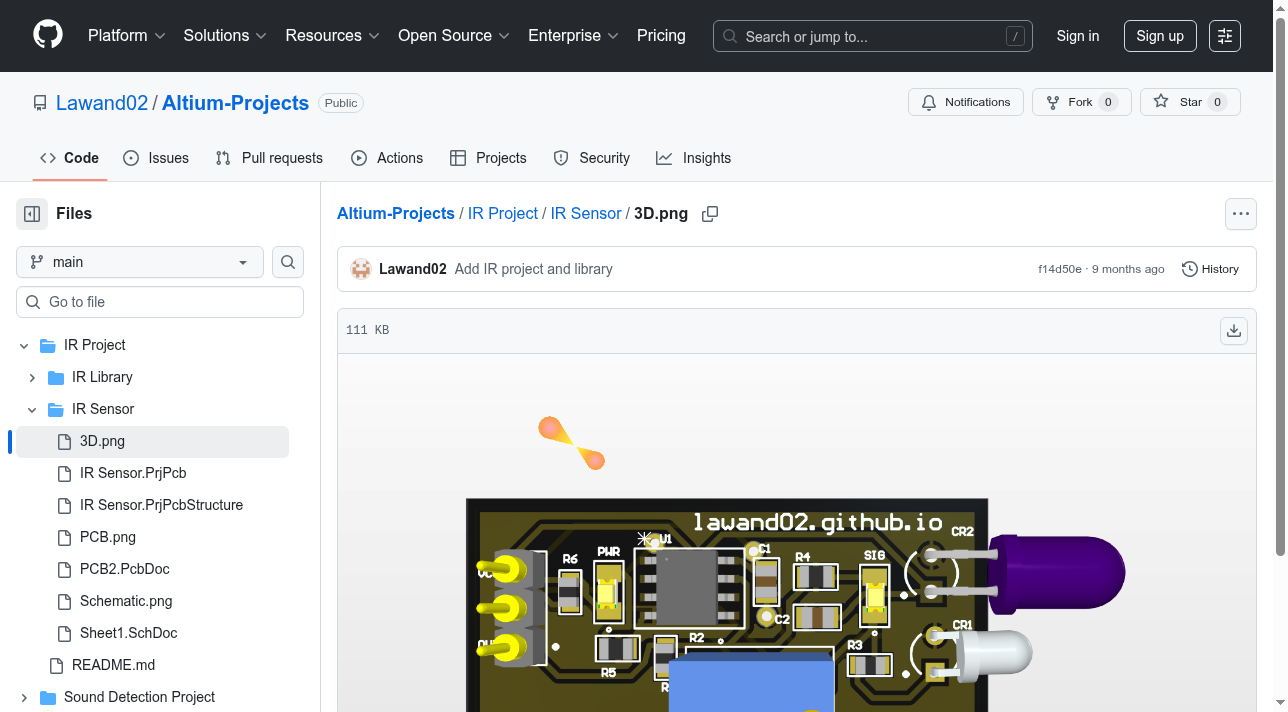 Platform
Solutions
Resources
Open Source
Enterprise
Pricing
Search or jump to...
/
Sign in
Sign up
Lawand02 / Altium-Projects
Public
Notifications
Fork 0
Star 0
Code
Issues
Pull requests
Actions
Projects
Security
Insights
Files
main
Go to file
IR Project
IR Library
IR Sensor
3D.png
IR Sensor.PrjPcb
IR Sensor.PrjPcbStructure
PCB.png
PCB2.PcbDoc
Schematic.png
Sheet1.SchDoc
README.md
Sound Detection Project
Altium-Projects / IR Project / IR Sensor / 3D.png
Lawand02 Add IR project and library
f14d50e · 9 months ago
History
111 KB
lawand02.github.io
CR2
U1
C1
PWR
R6
R4
SIG
C2
CR1
R2
R3
R5